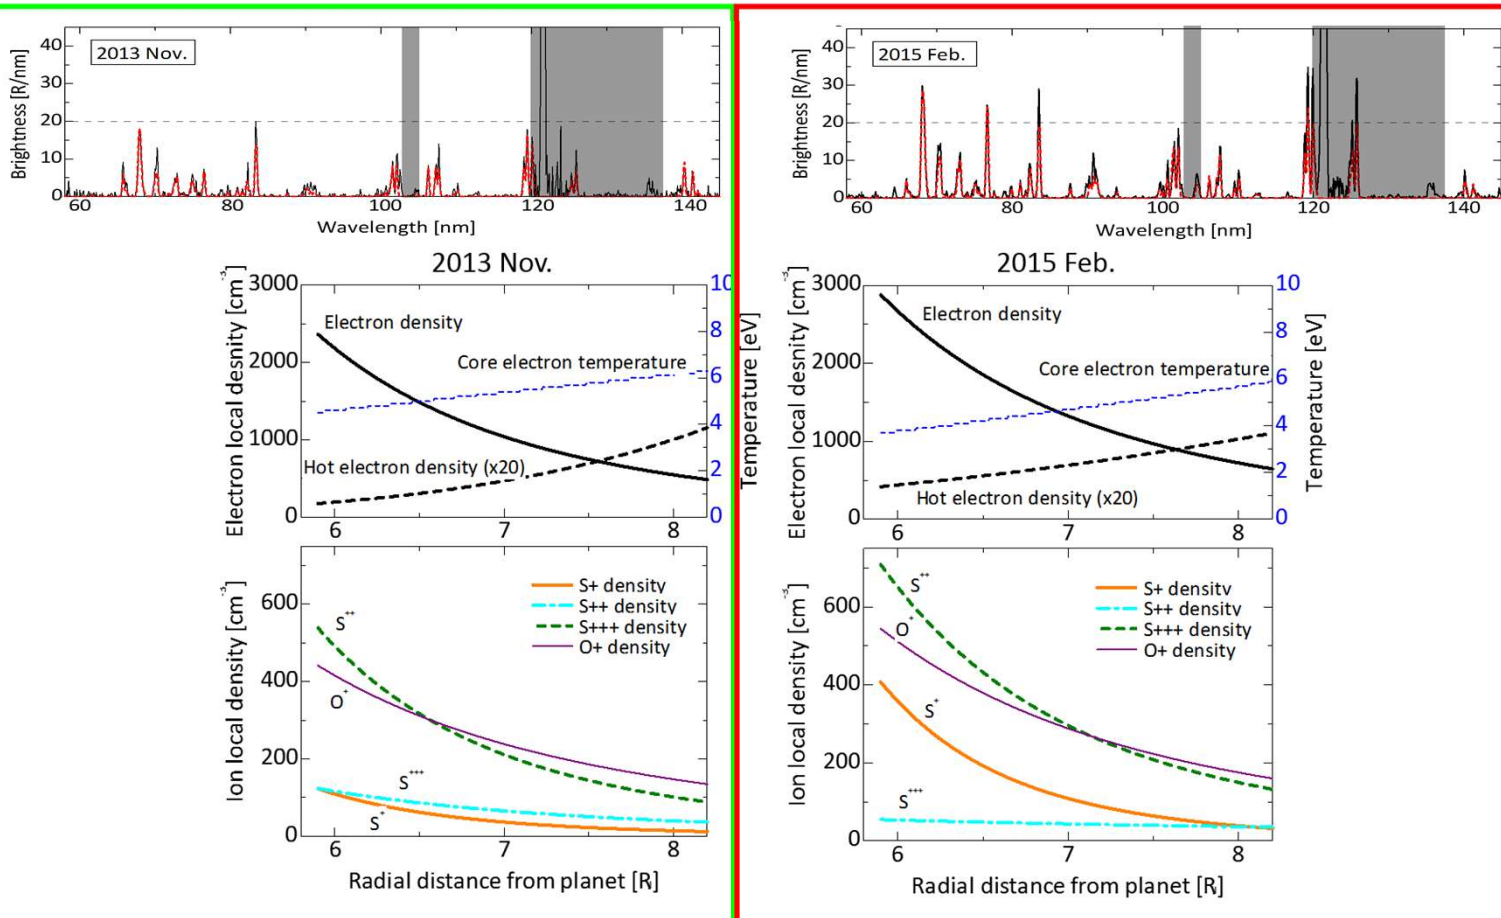 2013 Nov.
Brightness [R/nm]
40
30
20
10
0
60 80 100 120 140
Wavelength [nm]
2015 Feb.
Brightness [R/nm]
40
30
20
10
0
60 80 100 120 140
Wavelength [nm]
2013 Nov.
Electron local desnity [cm⁻³]
3000
2000
1000
0
Electron density
Core electron temperature
Hot electron density (x20)
10
8
6
4
2
0
Temperature [eV]
6 7 8
2015 Feb.
Electron local density [cm⁻³]
3000
2000
1000
0
Electron density
Core electron temperature
Hot electron density (x20)
10
8
6
4
2
0
Temperature [eV]
6 7 8
Ion local density [cm⁻³]
600
400
200
0
S+ density
S++ density
S+++ density
O+ density
S⁺⁺
O⁺
S⁺⁺⁺
S⁺
6 7 8
Radial distance from planet [R]
Ion local density [cm⁻³]
600
400
200
0
S+ densitv
S++ densitv
S+++ density
O+ density
S⁺⁺
O⁺
S⁺
S⁺⁺⁺
6 7 8
Radial distance from planet [R]